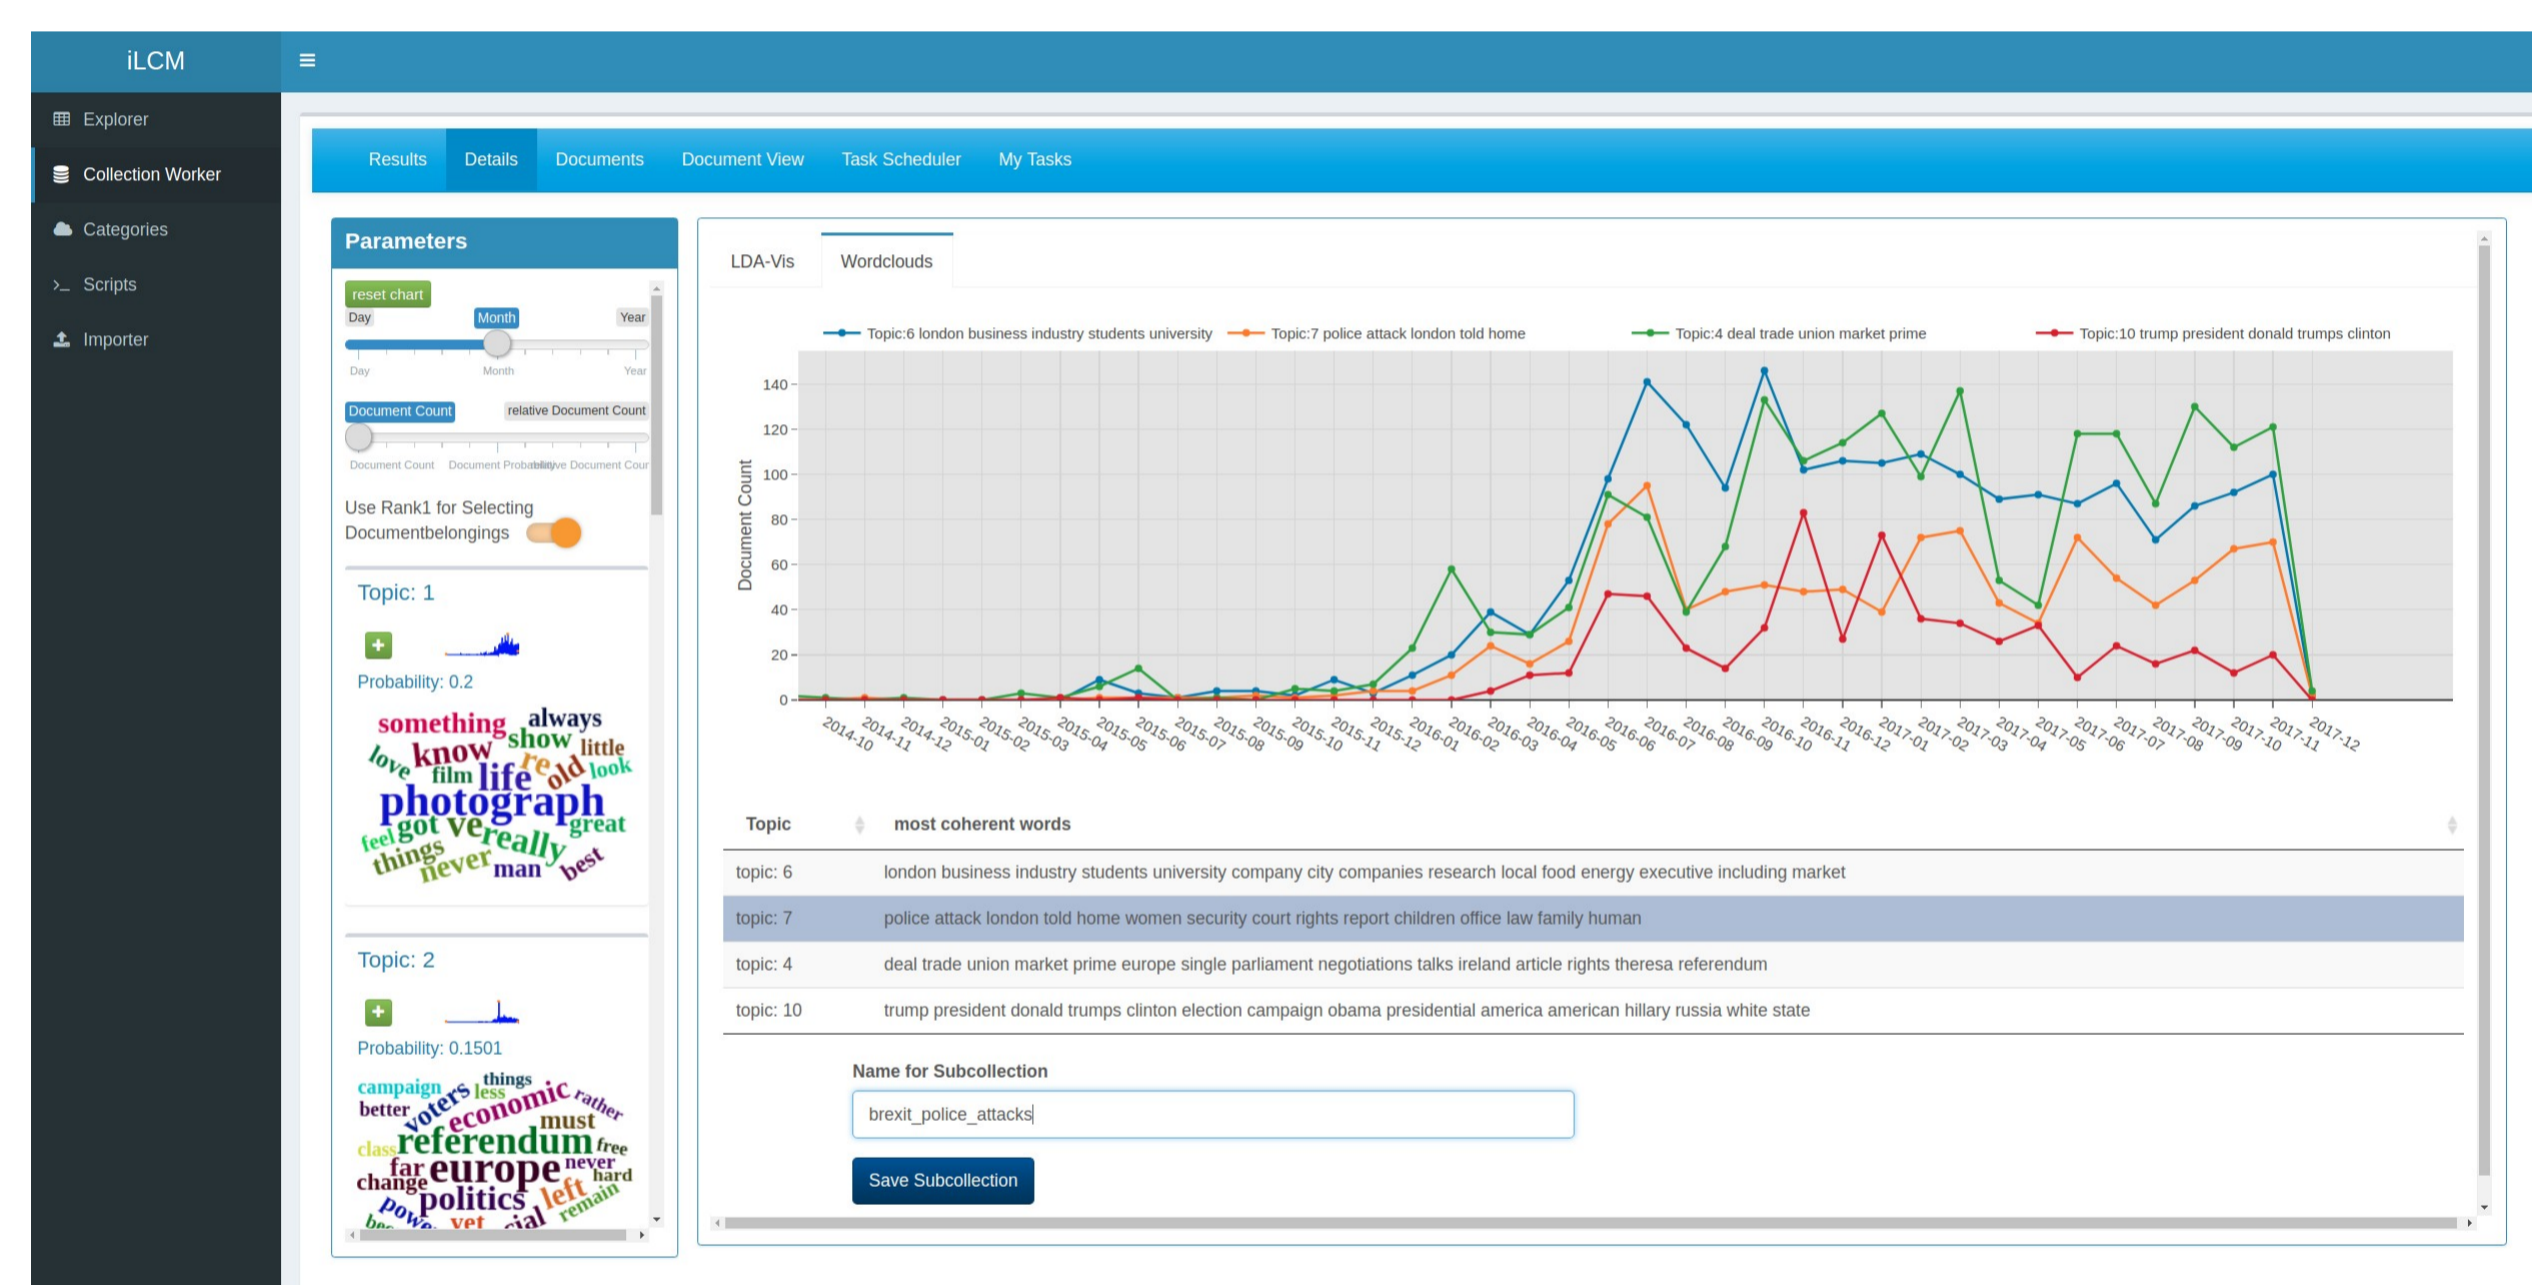 iLCM
Explorer
Collection Worker
Categories
Scripts
Importer
Results Details Documents Document View Task Scheduler My Tasks
Parameters
reset chart
Day Month Year
Day Month Year
Document Count relative Document Count
Document Count Document Probability
Use Rank1 for Selecting
Documentbelongings
Topic: 1
Probability: 0.2
something always
know show little
love film life re old look
photograph
feel got ve really great
things never man best
Topic: 2
Probability: 0.1501
campaign voters less things economic rather
better must
class referendum free
far europe never
change politics left hard
remain
yet
LDA-Vis Wordclouds
Topic:6 london business industry students university Topic:7 police attack london told home Topic:4 deal trade union market prime Topic:10 trump president donald trumps clinton
Document Count
140
120
100
80
60
40
20
0
2014-10 2014-11 2014-12 2015-01 2015-02 2015-03 2015-04 2015-05 2015-06 2015-07 2015-08 2015-09 2015-10 2015-11 2015-12 2016-01 2016-02 2016-03 2016-04 2016-05 2016-06 2016-07 2016-08 2016-09 2016-10 2016-11 2016-12 2017-01 2017-02 2017-03 2017-04 2017-05 2017-06 2017-07 2017-08 2017-09 2017-10 2017-11 2017-12
Topic most coherent words
topic: 6 london business industry students university company city companies research local food energy executive including market
topic: 7 police attack london told home women security court rights report children office law family human
topic: 4 deal trade union market prime europe single parliament negotiations talks ireland article rights theresa referendum
topic: 10 trump president donald trumps clinton election campaign obama presidential america american hillary russia white state
Name for Subcollection
brexit_police_attacks
Save Subcollection